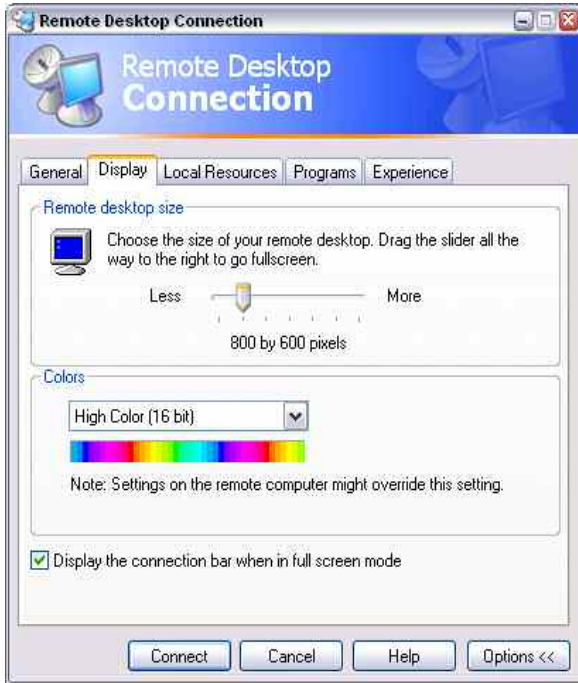 Remote Desktop Connection
Remote Desktop
Connection
General Display Local Resources Programs Experience
Remote desktop size
Choose the size of your remote desktop. Drag the slider all the
way to the right to go fullscreen.
Less More
800 by 600 pixels
Colors
High Color (16 bit)
Note: Settings on the remote computer might override this setting.
Display the connection bar when in full screen mode
Connect Cancel Help Options <<